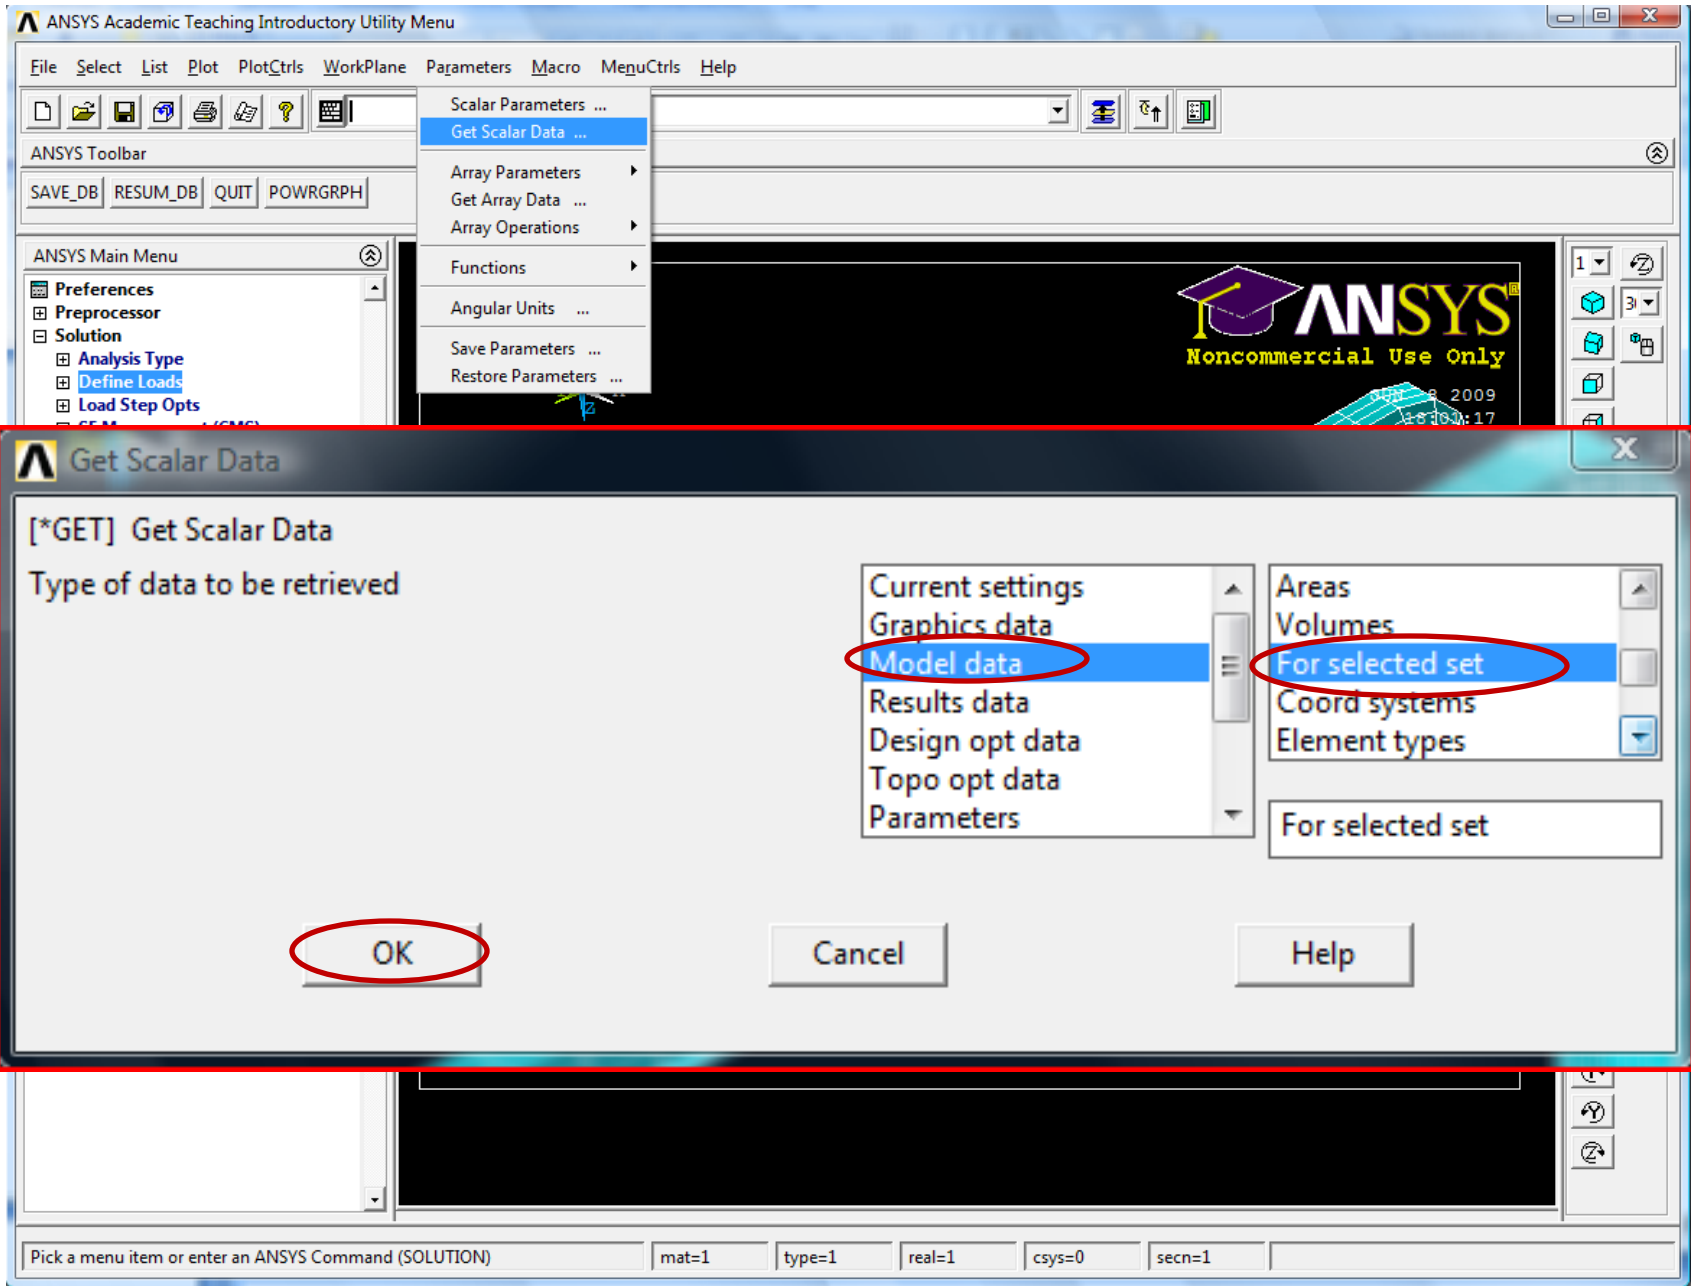 ANSYS Academic Teaching Introductory Utility Menu
File Select List Plot PlotCtrls WorkPlane Parameters Macro MenuCtrls Help
Scalar Parameters ...
Get Scalar Data ...
Array Parameters
Get Array Data ...
Array Operations
Functions
Angular Units ...
Save Parameters ...
Restore Parameters ...
ANSYS Toolbar
SAVE_DB RESUM_DB QUIT POWRGRPH
ANSYS Main Menu
Preferences
Preprocessor
Solution
Analysis Type
Define Loads
Load Step Opts
ANSYS
Noncommercial Use Only
2009
18:01:17
Z
1
Get Scalar Data
[*GET] Get Scalar Data
Type of data to be retrieved
Current settings
Graphics data
Model data
Results data
Design opt data
Topo opt data
Parameters
Areas
Volumes
For selected set
Coord systems
Element types
For selected set
OK Cancel Help
Pick a menu item or enter an ANSYS Command (SOLUTION) mat=1 type=1 real=1 csys=0 secn=1